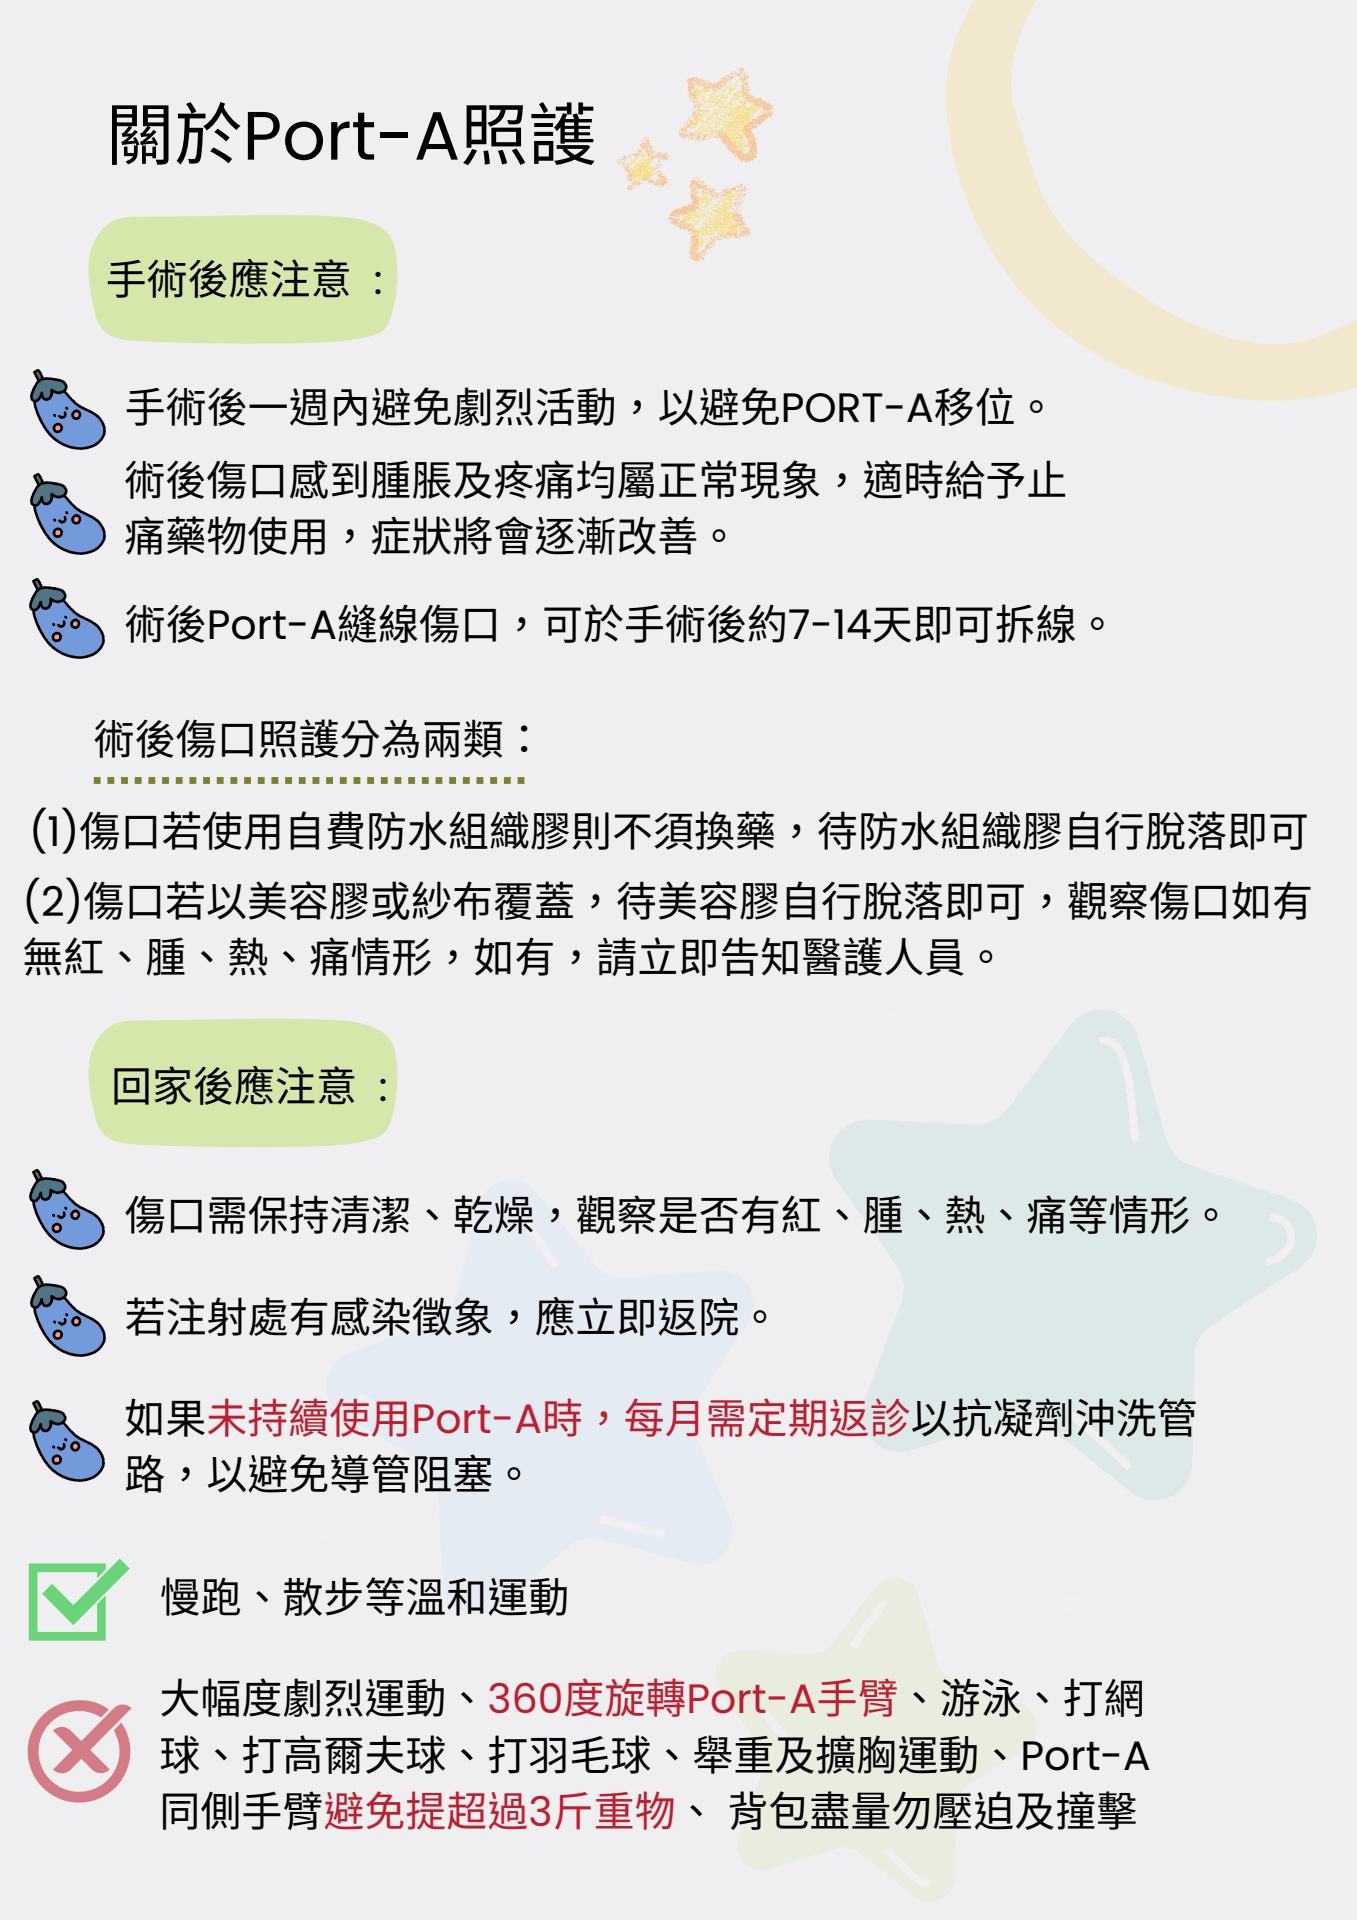 關於Port-A照護
手術後應注意：
手術後一週內避免劇烈活動，以避免PORT-A移位。
術後傷口感到腫脹及疼痛均屬正常現象，適時給予止
痛藥物使用，症狀將會逐漸改善。
術後Port-A縫線傷口，可於手術後約7-14天即可拆線。
術後傷口照護分為兩類：
(1)傷口若使用自費防水組織膠則不須換藥，待防水組織膠自行脫落即可
(2)傷口若以美容膠或紗布覆蓋，待美容膠自行脫落即可，觀察傷口如有
無紅、腫、熱、痛情形，如有，請立即告知醫護人員。
回家後應注意：
傷口需保持清潔、乾燥，觀察是否有紅、腫、熱、痛等情形。
若注射處有感染徵象，應立即返院。
如果未持續使用Port-A時，每月需定期返診以抗凝劑沖洗管
路，以避免導管阻塞。
慢跑、散步等溫和運動
大幅度劇烈運動、360度旋轉Port-A手臂、游泳、打網
球、打高爾夫球、打羽毛球、舉重及擴胸運動、Port-A
同側手臂避免提超過3斤重物、 背包盡量勿壓迫及撞擊